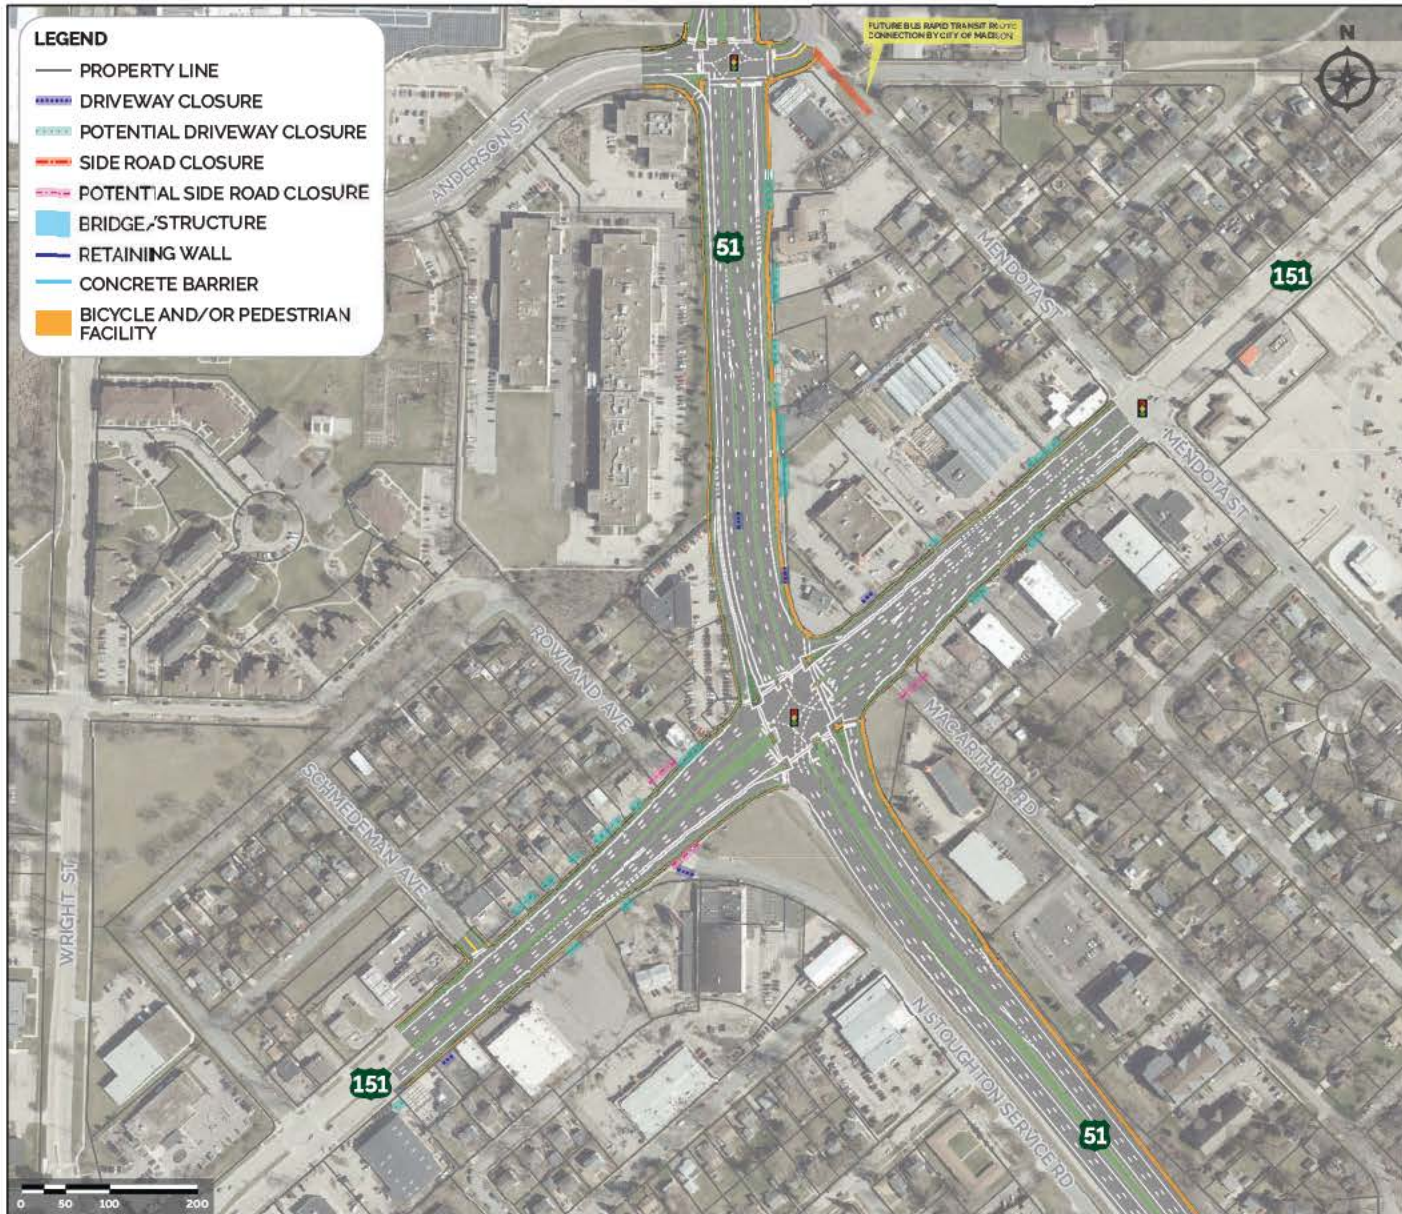 LEGEND
PROPERTY LINE
DRIVEWAY CLOSURE
POTENTIAL DRIVEWAY CLOSURE
SIDE ROAD CLOSURE
POTENTIAL SIDE ROAD CLOSURE
BRIDGE/STRUCTURE
RETAINING WALL
CONCRETE BARRIER
BICYCLE AND/OR PEDESTRIAN
FACILITY
FUTURE BUS RAPID TRANSIT ROUTE
CONNECTION BY CITY OF MADISON
N
ANDERSON ST
51
MENDOTA ST
151
MENDOTA ST
ROWLAND AVE
MAC ARTHUR RD
SCHMEDEMAN AVE
WRIGHT ST
N STOUGHTON SERVICE RD
151
51
0 50 100 200